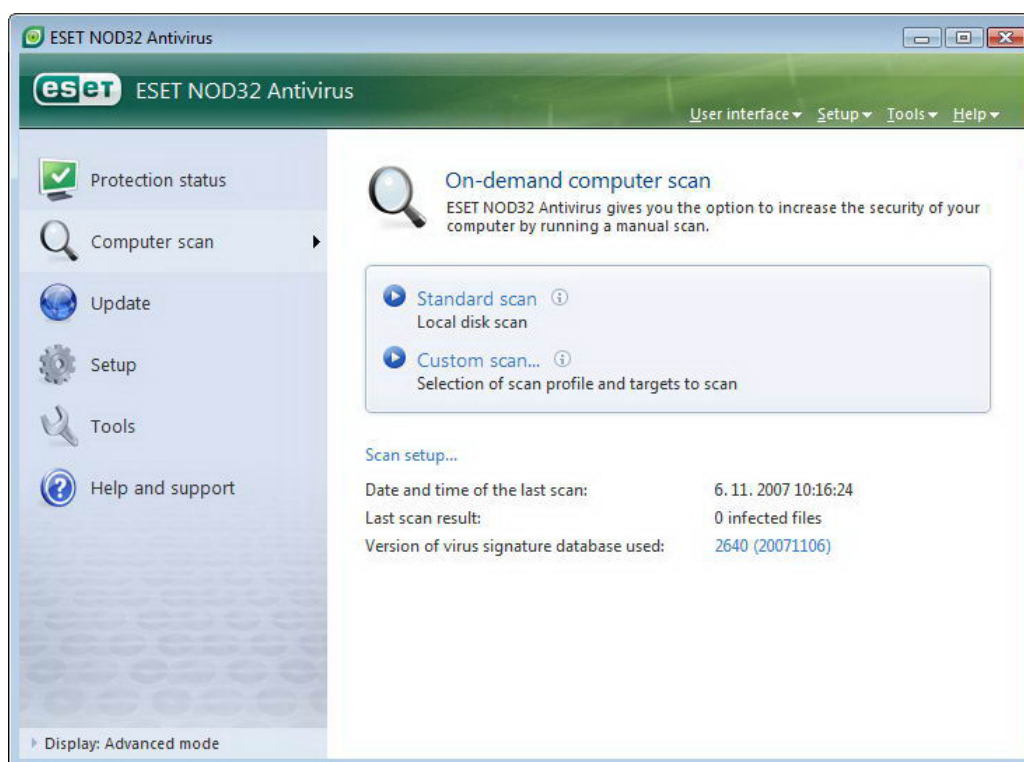 ESET NOD32 Antivirus
eset ESET NOD32 Antivirus
User interface Setup Tools Help
Protection status
Computer scan
Update
Setup
Tools
Help and support
Display: Advanced mode
On-demand computer scan
ESET NOD32 Antivirus gives you the option to increase the security of your
computer by running a manual scan.
Standard scan
Local disk scan
Custom scan...
Selection of scan profile and targets to scan
Scan setup...
Date and time of the last scan: 6. 11. 2007 10:16:24
Last scan result: 0 infected files
Version of virus signature database used: 2640 (20071106)